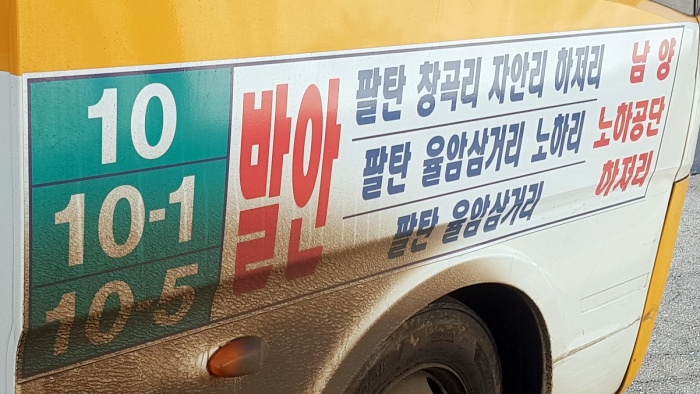 10 발안 팔탄 창곡리 자안리 하저리 남양
10-1 팔탄 율암삼거리 노하리 노하공단
10-5 팔탄 율암삼거리 하저리